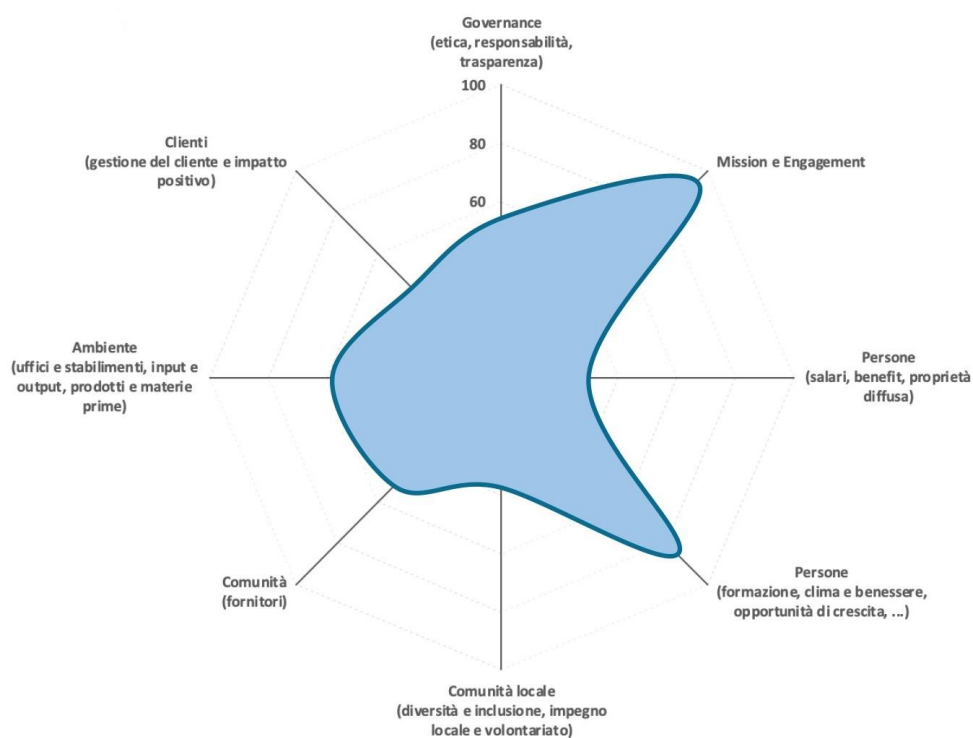 Governance
(etica, responsabilità,
trasparenza)
100
80
60
Mission e Engagement
Persone
(salari, benefit, proprietà
diffusa)
Persone
(formazione, clima e benessere,
opportunità di crescita, ...)
Comunità locale
(diversità e inclusione, impegno
locale e volontariato)
Comunità
(fornitori)
Ambiente
(uffici e stabilimenti, input e
output, prodotti e materie
prime)
Clienti
(gestione del cliente e impatto
positivo)